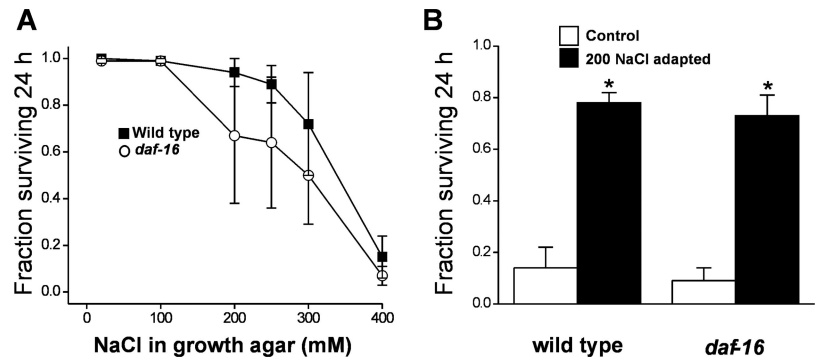 A
Fraction surviving 24 h
1.0
0.8
0.6
0.4
0.2
0.0
Wild type
daf-16
0
100
200
300
400
NaCl in growth agar (mM)
B
Control
200 NaCl adapted
Fraction surviving 24 h
1.0
0.8
0.6
0.4
0.2
0.0
*
*
wild type
daf-16